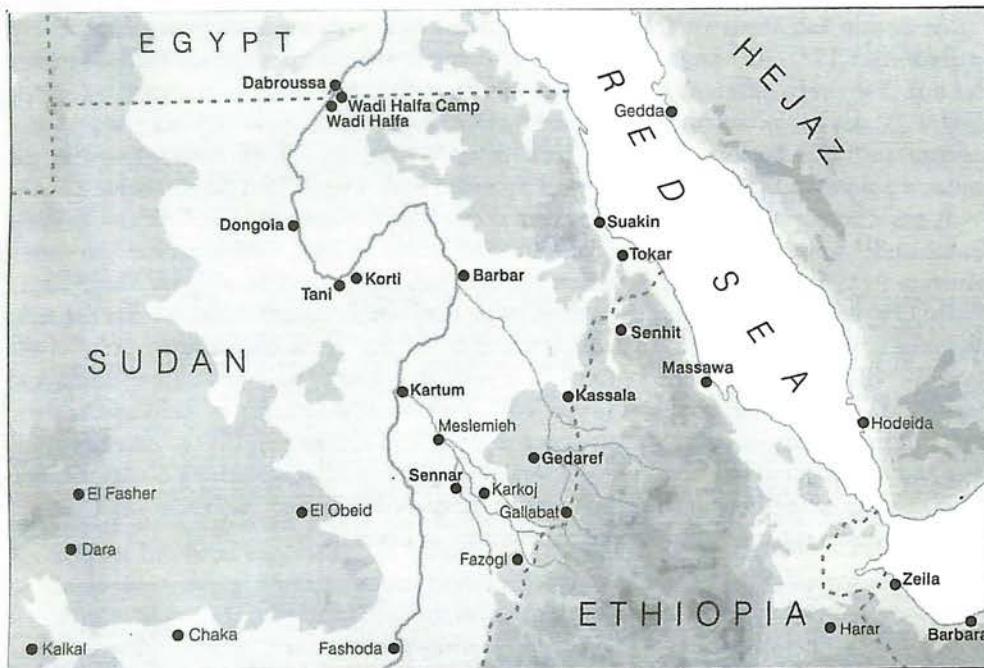 EGYPT
HEJAZ
Dabroussa
Wadi Halfa Camp
Wadi Halfa
Gedda
RED SEA
Dongola
Suakin
Tokar
Korti
Tani
Barbar
Senhit
SUDAN
Massawa
Kartum
Kassala
Meslemieh
Hodeida
Gedaref
Sennar
Karkoj
El Fasher
El Obeid
Gallabat
Dara
Fazogl
Zeila
ETHIOPIA
Chaka
Harar
Barbara
Kalkal
Fashoda